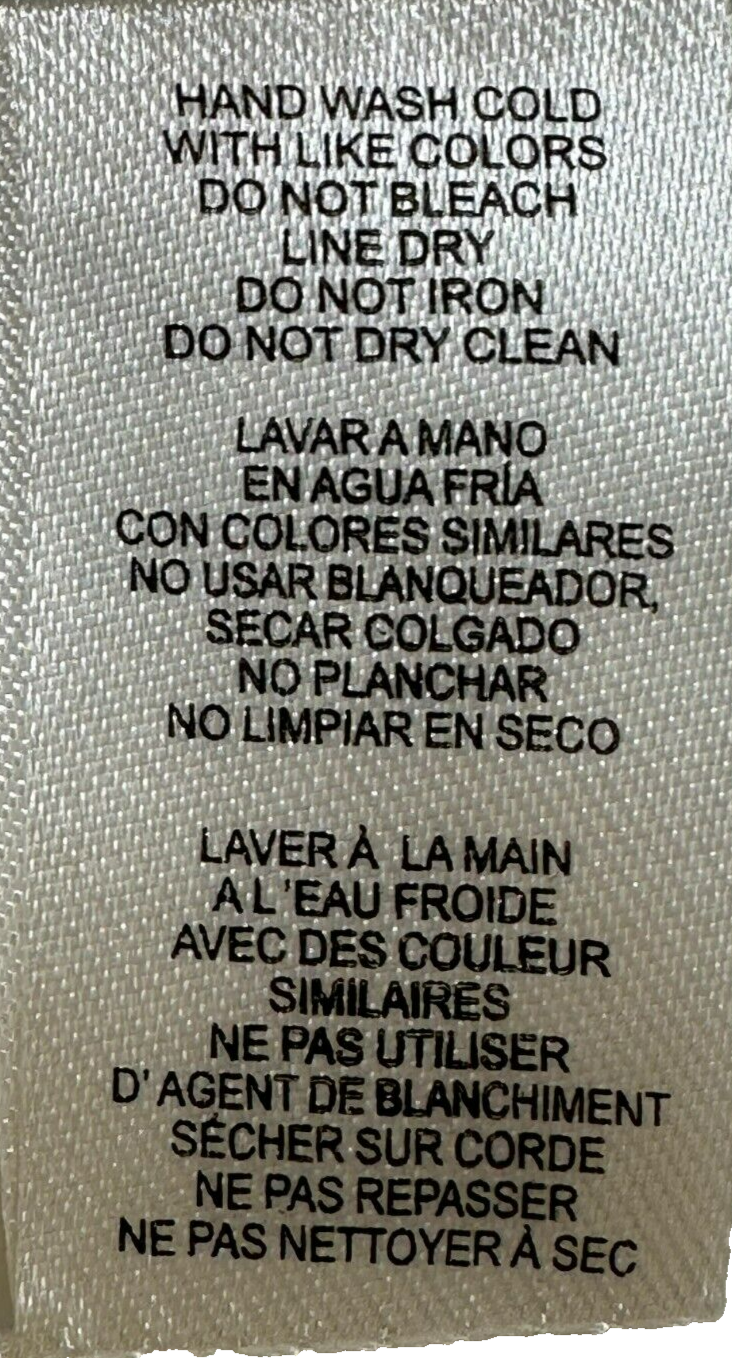 HAND WASH COLD
WITH LIKE COLORS
DO NOT BLEACH
LINE DRY
DO NOT IRON
DO NOT DRY CLEAN
LAVAR A MANO
EN AGUA FRÍA
CON COLORES SIMILARES
NO USAR BLANQUEADOR,
SECAR COLGADO
NO PLANCHAR
NO LIMPIAR EN SECO
LAVER À LA MAIN
A L'EAU FROIDE
AVEC DES COULEUR
SIMILAIRES
NE PAS UTILISER
D'AGENT DE BLANCHIMENT
SÉCHER SUR CORDE
NE PAS REPASSER
NE PAS NETTOYER À SEC